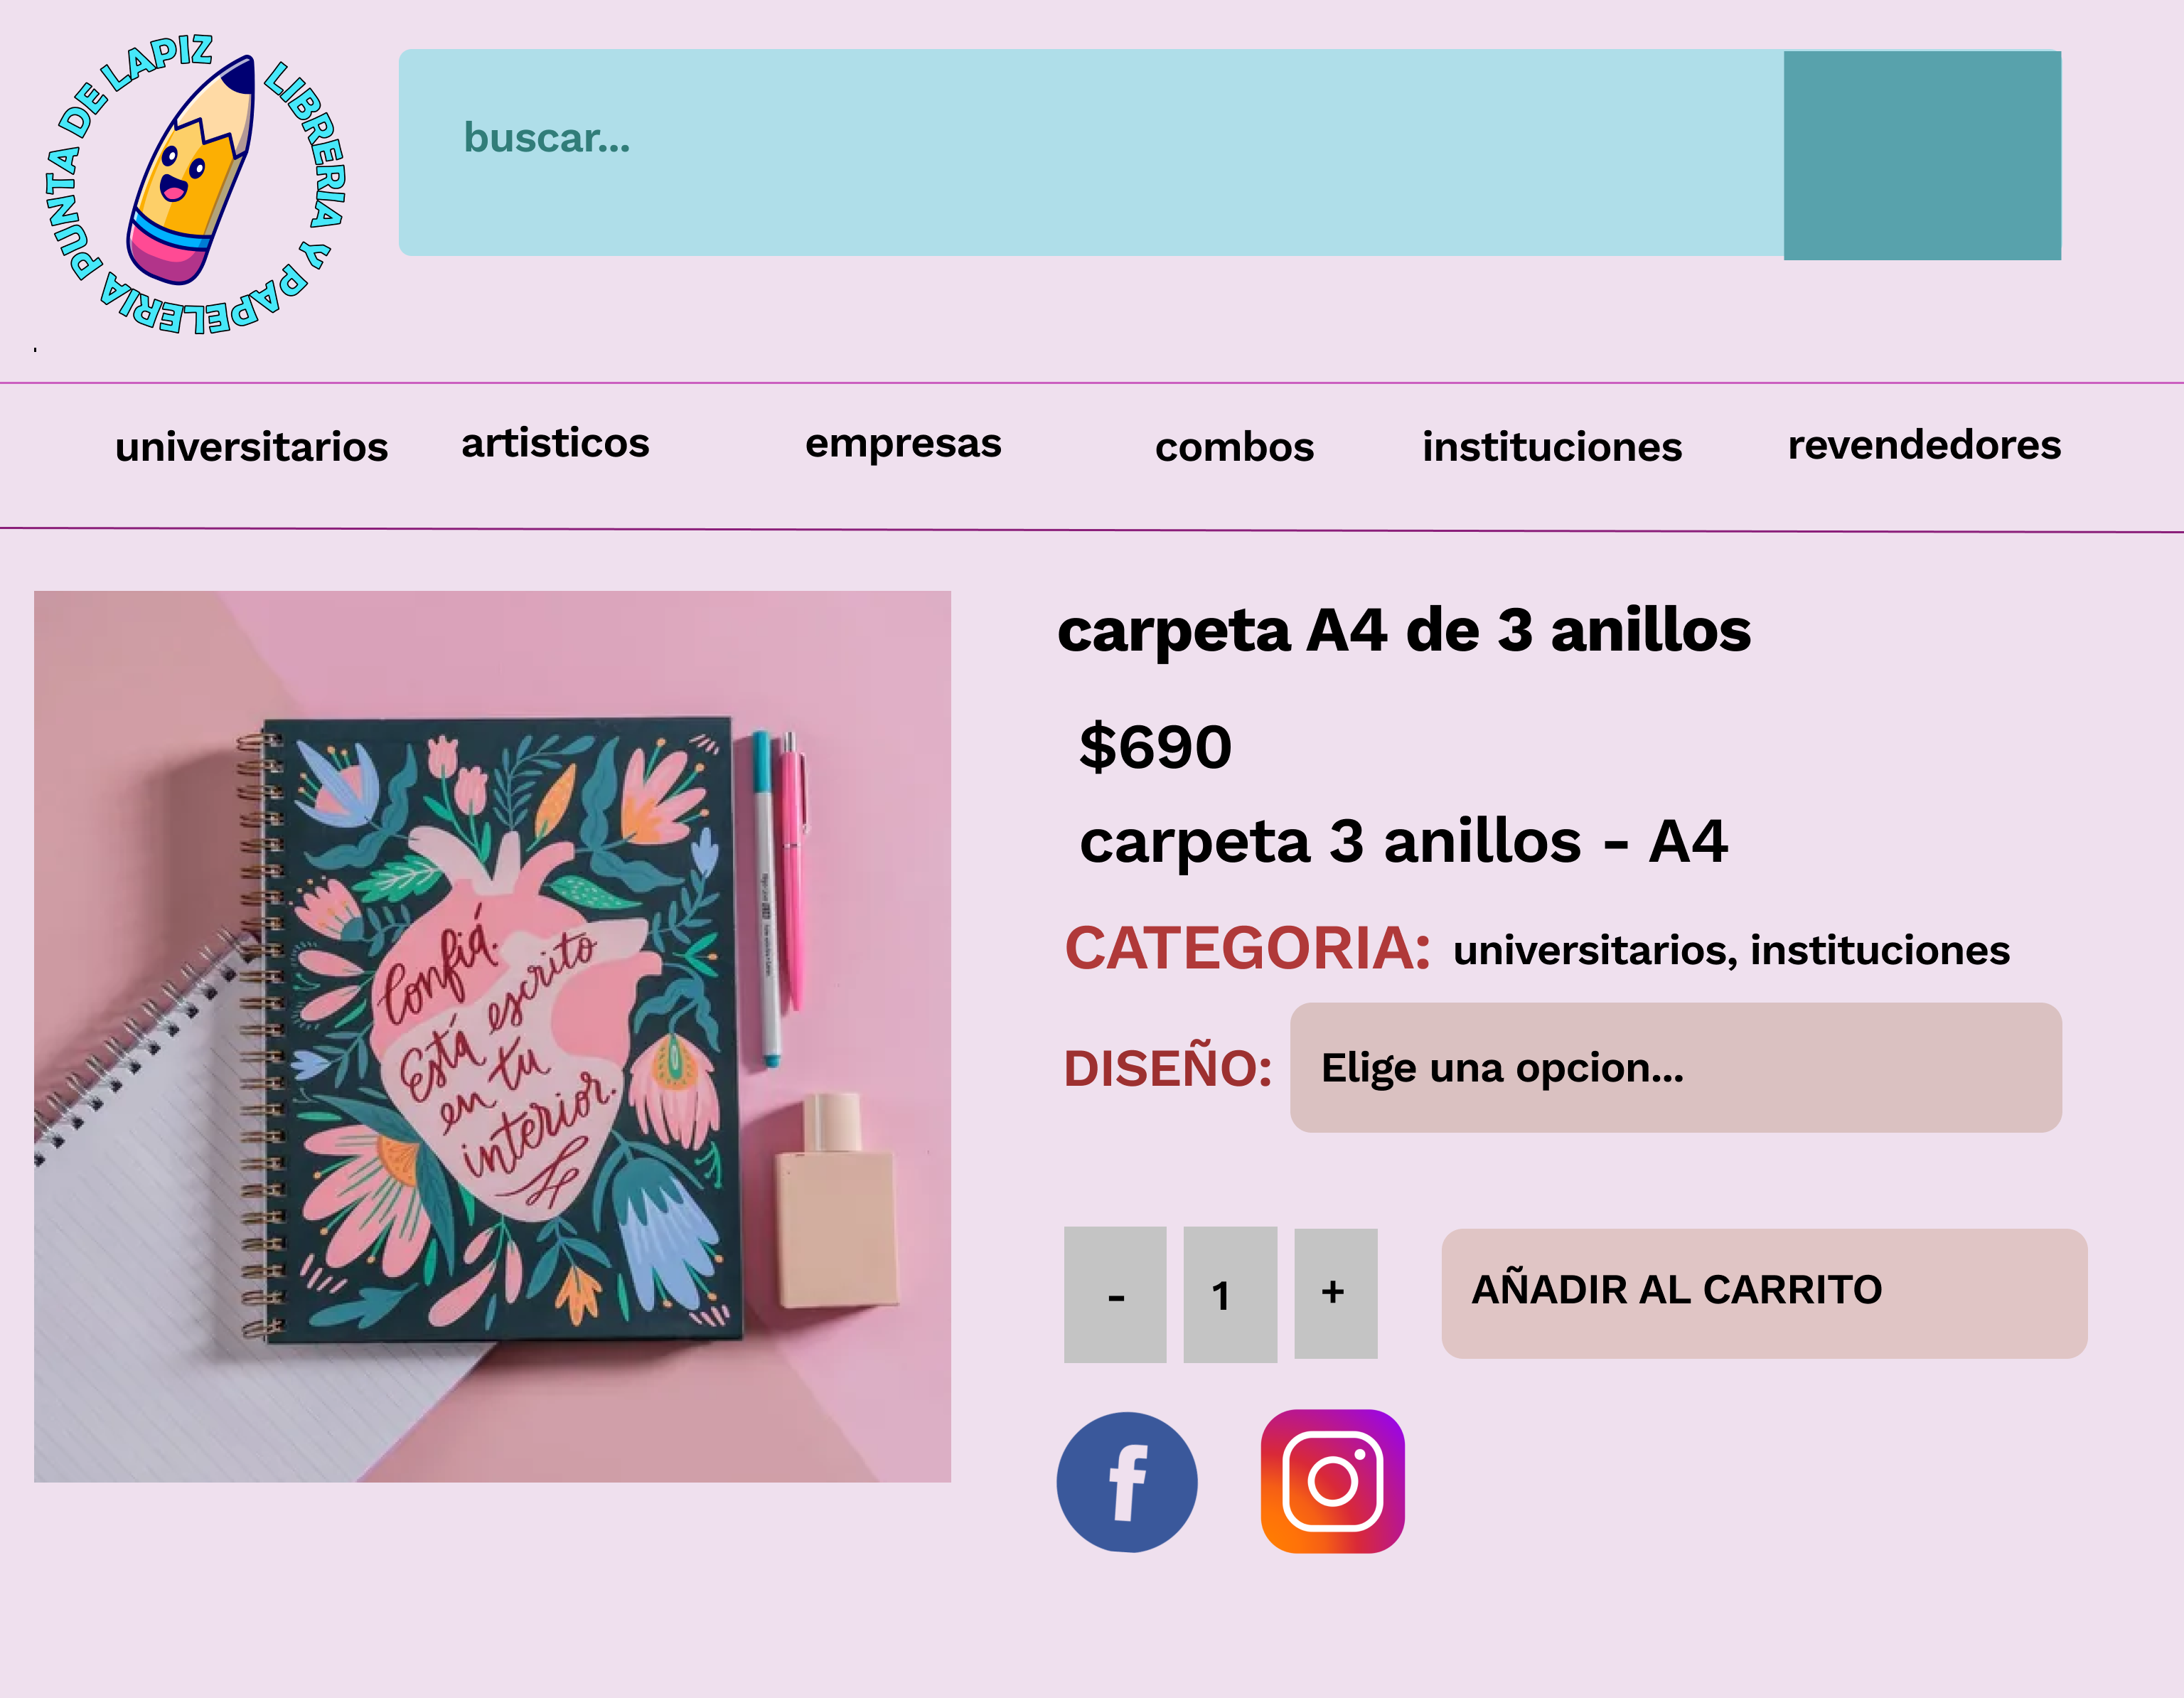 LIBRERIA Y PAPELERIA PUNTA DE LAPIZ
buscar...
universitarios
artisticos
empresas
combos
instituciones
revendedores
carpeta A4 de 3 anillos
$690
carpeta 3 anillos - A4
CATEGORIA: universitarios, instituciones
DISEÑO: Elige una opcion...
- 1 + AÑADIR AL CARRITO
Confiá.
Está escrito
en tu
interior.